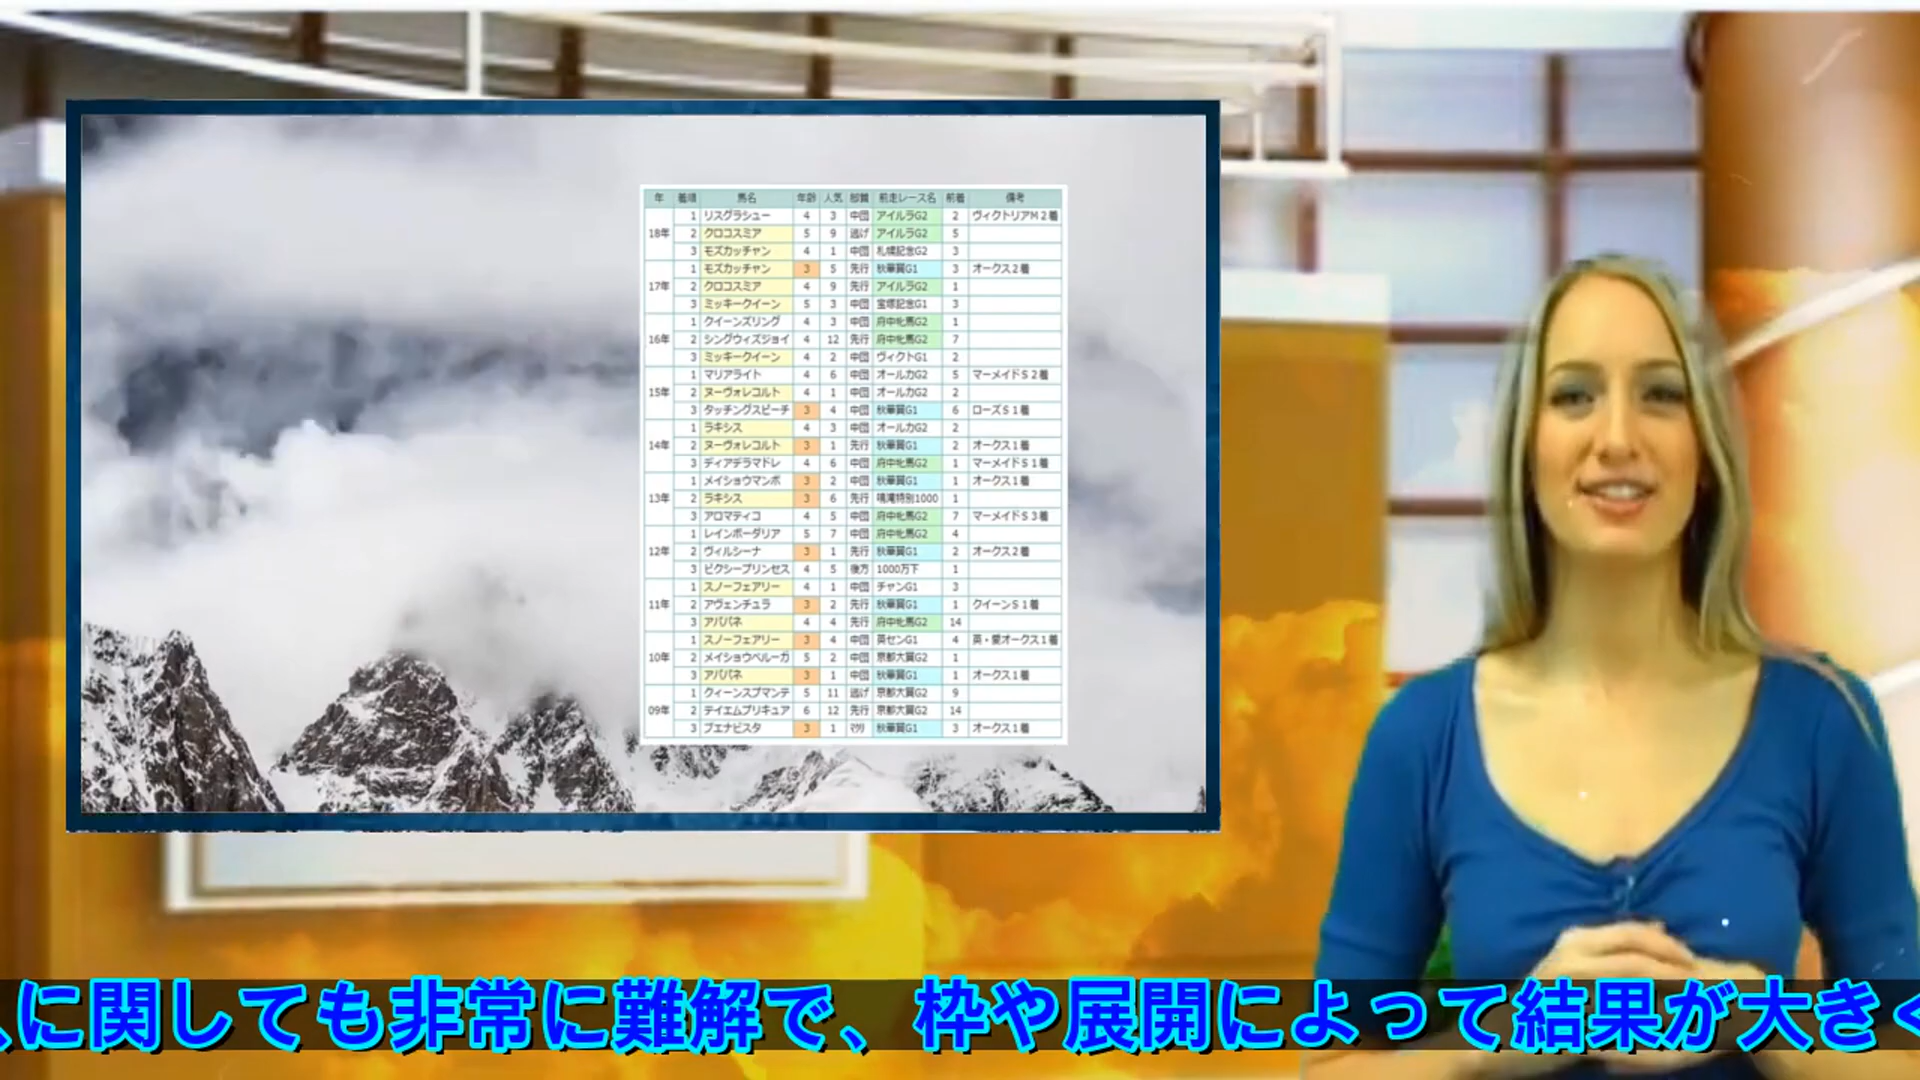 年 着順 馬名 年齢 人気 脚質 前走レース名 前着 備考
18年 1 リスグラシュー 4 3 中団 アイルラG2 2 ヴィクトリアM2着
2 クロコスミア 5 9 逃げ アイルラG2 5
3 モズカッチャン 4 1 中団 札幌記念G2 3
17年 1 モズカッチャン 3 5 先行 秋華賞G1 3 オークス2着
2 クロコスミア 4 9 先行 アイルラG2 1
3 ミッキークイーン 5 3 中団 宝塚記念G1 3
16年 1 クイーンズリング 4 3 中団 府中牝馬G2 1
2 シングウィズジョイ 4 12 先行 府中牝馬G2 7
3 ミッキークイーン 4 2 中団 ヴィクトG1 2
15年 1 マリアライト 4 6 中団 オールカG2 5 マーメイドS2着
2 ヌーヴォレコルト 4 1 中団 オールカG2 2
3 タッチングスピーチ 3 4 中団 秋華賞G1 6 ローズS1着
14年 1 ラキシス 4 3 中団 オールカG2 2
2 ヌーヴォレコルト 3 1 先行 秋華賞G1 2 オークス1着
3 ディアデラマドレ 4 6 中団 府中牝馬G2 1 マーメイドS1着
13年 1 メイショウマンボ 3 2 中団 秋華賞G1 1 オークス1着
2 ラキシス 3 6 先行 鳴滝特別1000 1
3 アロマティコ 4 5 中団 府中牝馬G2 7 マーメイドS3着
12年 1 レインボーダリア 5 7 中団 府中牝馬G2 4
2 ヴィルシーナ 3 1 先行 秋華賞G1 2 オークス2着
3 ピクシープリンセス 4 5 後方 1000万下 1
11年 1 スノーフェアリー 4 1 中団 チャンG1 3
2 アヴェンチュラ 3 2 先行 秋華賞G1 1 クイーンS1着
3 アパパネ 4 4 先行 府中牝馬G2 14
10年 1 スノーフェアリー 3 4 中団 英センG1 4 英・愛オークス1着
2 メイショウベルーガ 5 2 中団 京都大賞G2 1
3 アパパネ 3 1 中団 秋華賞G1 1 オークス1着
09年 1 クィーンスプマンテ 5 11 逃げ 京都大賞G2 9
2 テイエムプリキュア 6 12 先行 京都大賞G2 14
3 ブエナビスタ 3 1 ﾏｸﾘ 秋華賞G1 3 オークス1着
に関しても非常に難解で、枠や展開によって結果が大きく